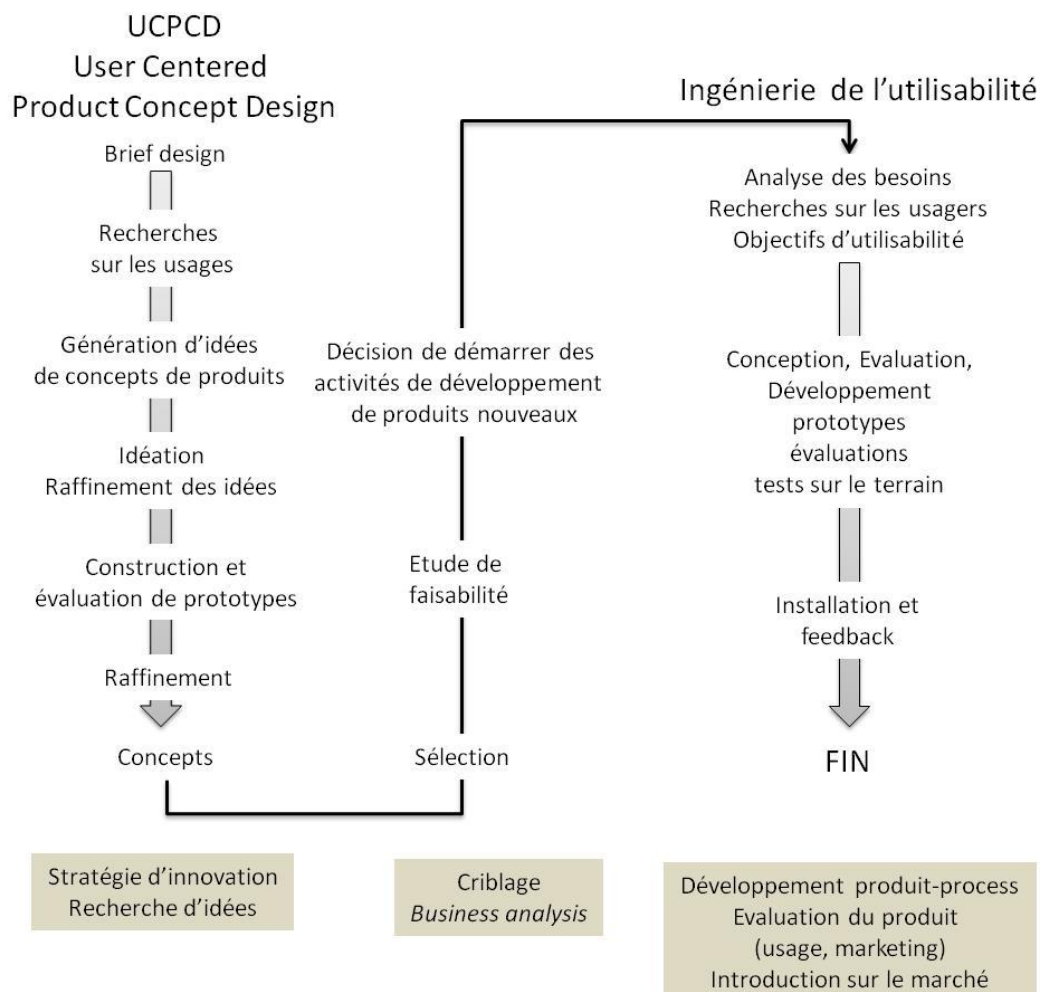 UCPCD
User Centered
Product Concept Design
Brief design
Recherches
sur les usages
Génération d'idées
de concepts de produits
Idéation
Raffinement des idées
Construction et
évaluation de prototypes
Raffinement
Concepts
Sélection
Etude de
faisabilité
Décision de démarrer des
activités de développement
de produits nouveaux
Ingénierie de l'utilisabilité
Analyse des besoins
Recherches sur les usagers
Objectifs d'utilisabilité
Conception, Evaluation,
Développement
prototypes
évaluations
tests sur le terrain
Installation et
feedback
FIN
Stratégie d'innovation
Recherche d'idées
Criblage
Business analysis
Développement produit-process
Evaluation du produit
(usage, marketing)
Introduction sur le marché